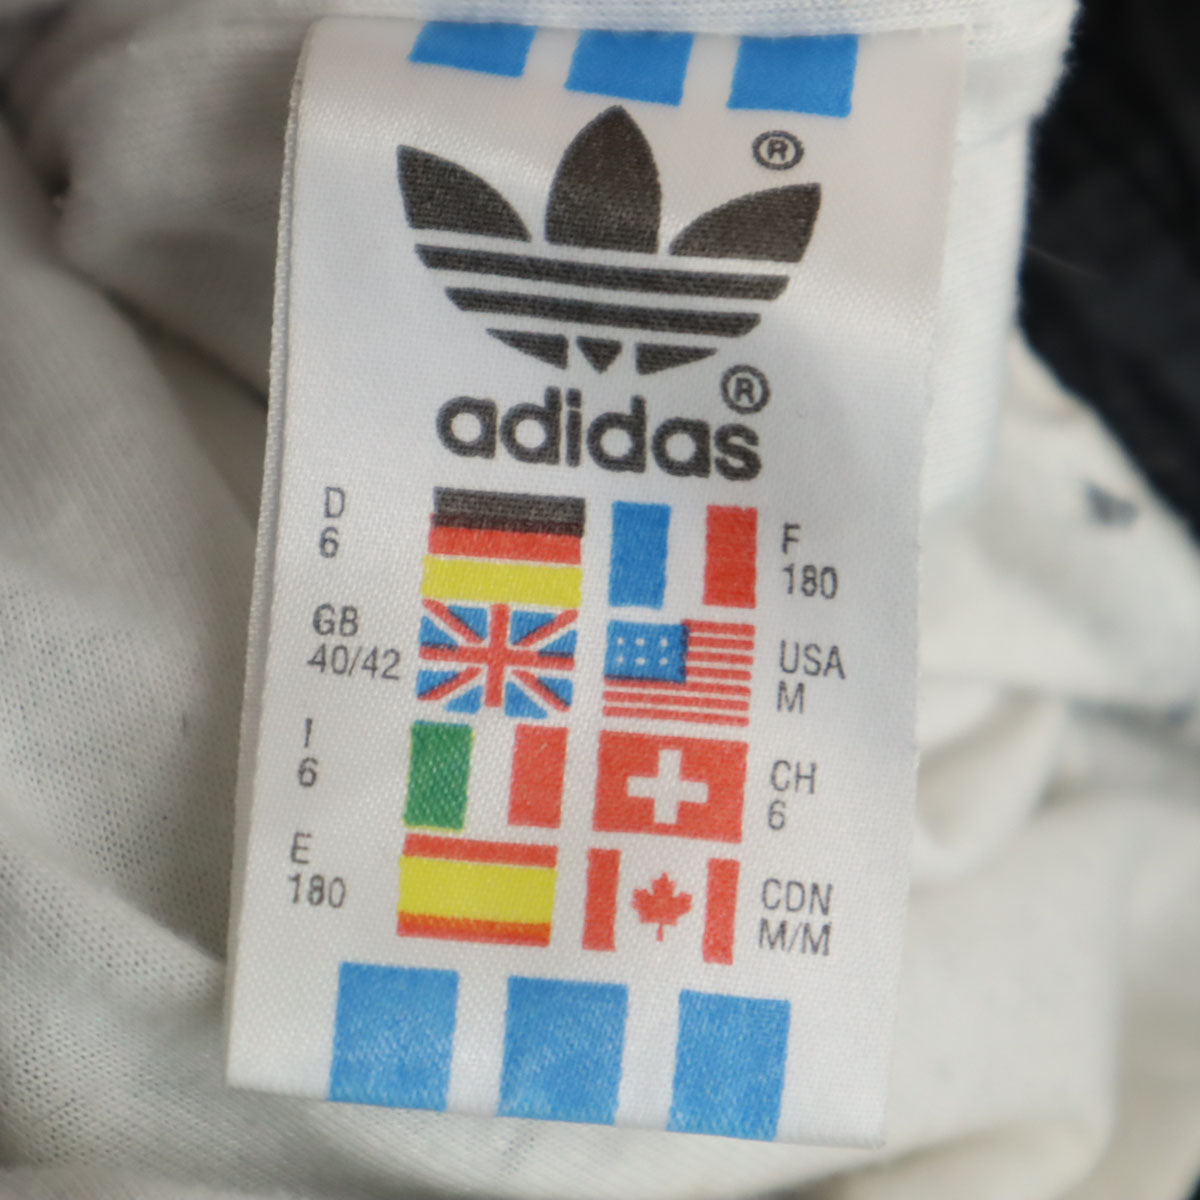 ®
adidas®
D
6
F
180
GB
40/42
USA
M
I
6
CH
6
E
180
CDN
M/M